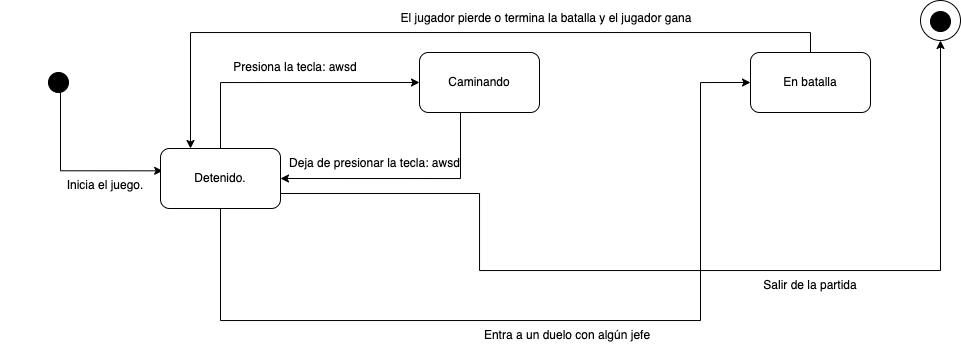 El jugador pierde o termina la batalla y el jugador gana
Presiona la tecla: awsd
Caminando
En batalla
Deja de presionar la tecla: awsd
Detenido.
Inicia el juego.
Salir de la partida
Entra a un duelo con algún jefe